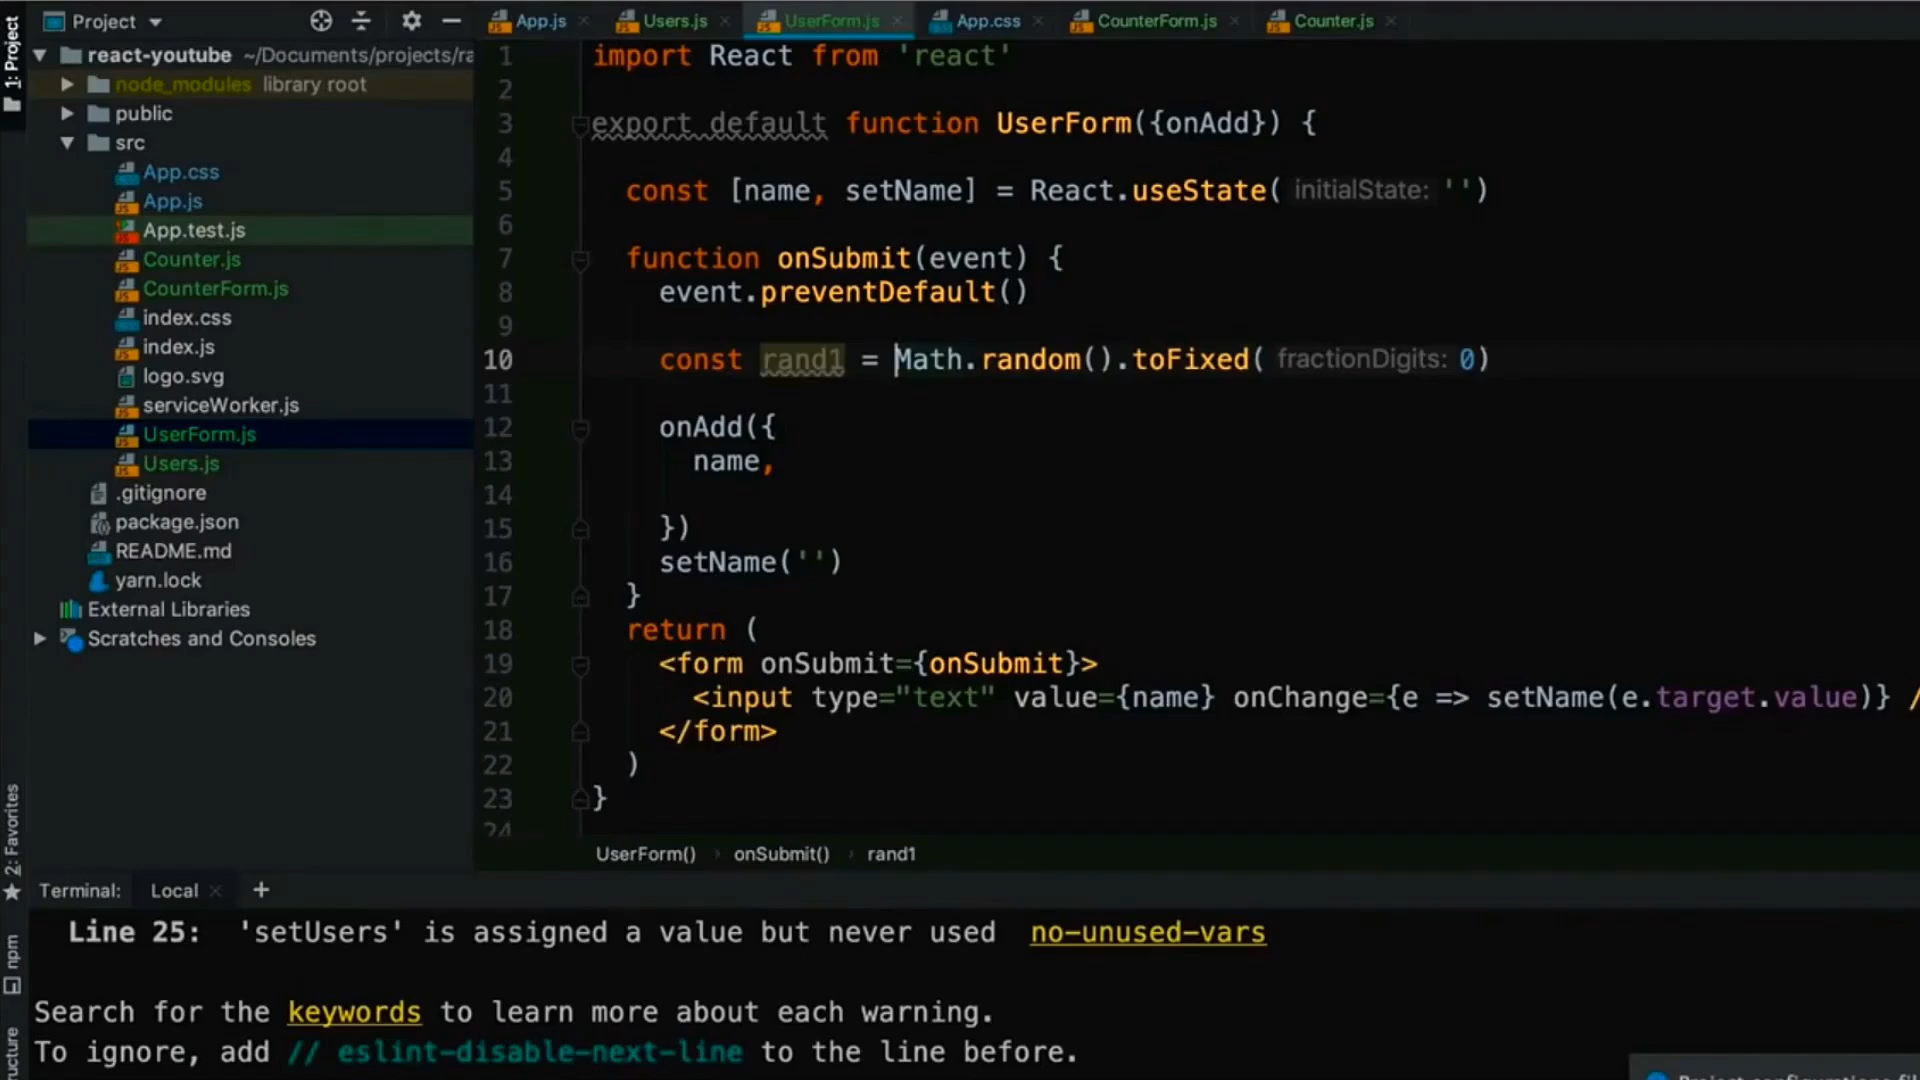 1: Project
Project
react-youtube ~/Documents/projects/ra
node_modules library root
public
src
App.css
App.js
App.test.js
Counter.js
CounterForm.js
index.css
index.js
logo.svg
serviceWorker.js
UserForm.js
Users.js
.gitignore
package.json
README.md
yarn.lock
External Libraries
Scratches and Consoles
2: Favorites
npm
App.js Users.js UserForm.js App.css CounterForm.js Counter.js
1 import React from 'react'
2
3 export default function UserForm({onAdd}) {
4
5 const [name, setName] = React.useState( initialState: '')
6
7 function onSubmit(event) {
8 event.preventDefault()
9
10 const rand1 = Math.random().toFixed( fractionDigits: 0)
11
12 onAdd({
13 name,
14
15 })
16 setName('')
17 }
18 return (
19 <form onSubmit={onSubmit}>
20 <input type="text" value={name} onChange={e => setName(e.target.value)} /
21 </form>
22 )
23 }
24
UserForm() › onSubmit() › rand1
Terminal: Local +
Line 25: 'setUsers' is assigned a value but never used no-unused-vars
Search for the keywords to learn more about each warning.
To ignore, add // eslint-disable-next-line to the line before.